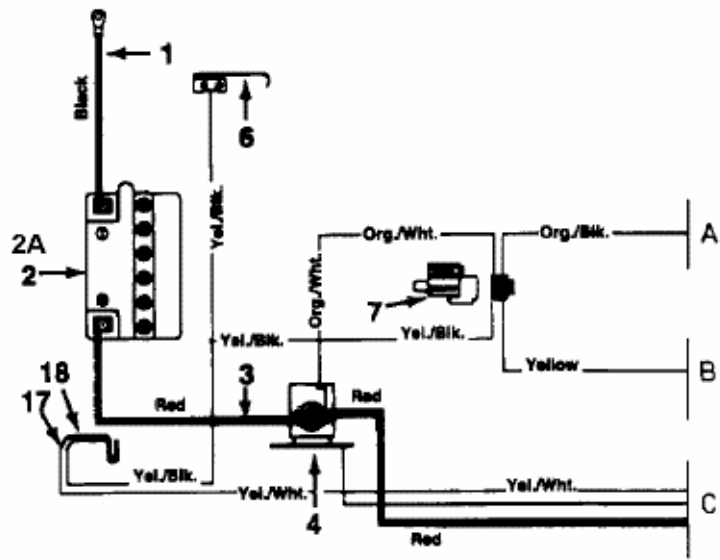 1
Black
6
2A
2
Yel./Blk.
Org./Wht.
Org./Blk.
A
Org./Wht.
7
Yel./Blk.
Yel./Blk.
Yellow
B
18
17
Red
3
Red
Yel./Blk.
Yel./Wht.
4
Yel./Wht.
C
Red